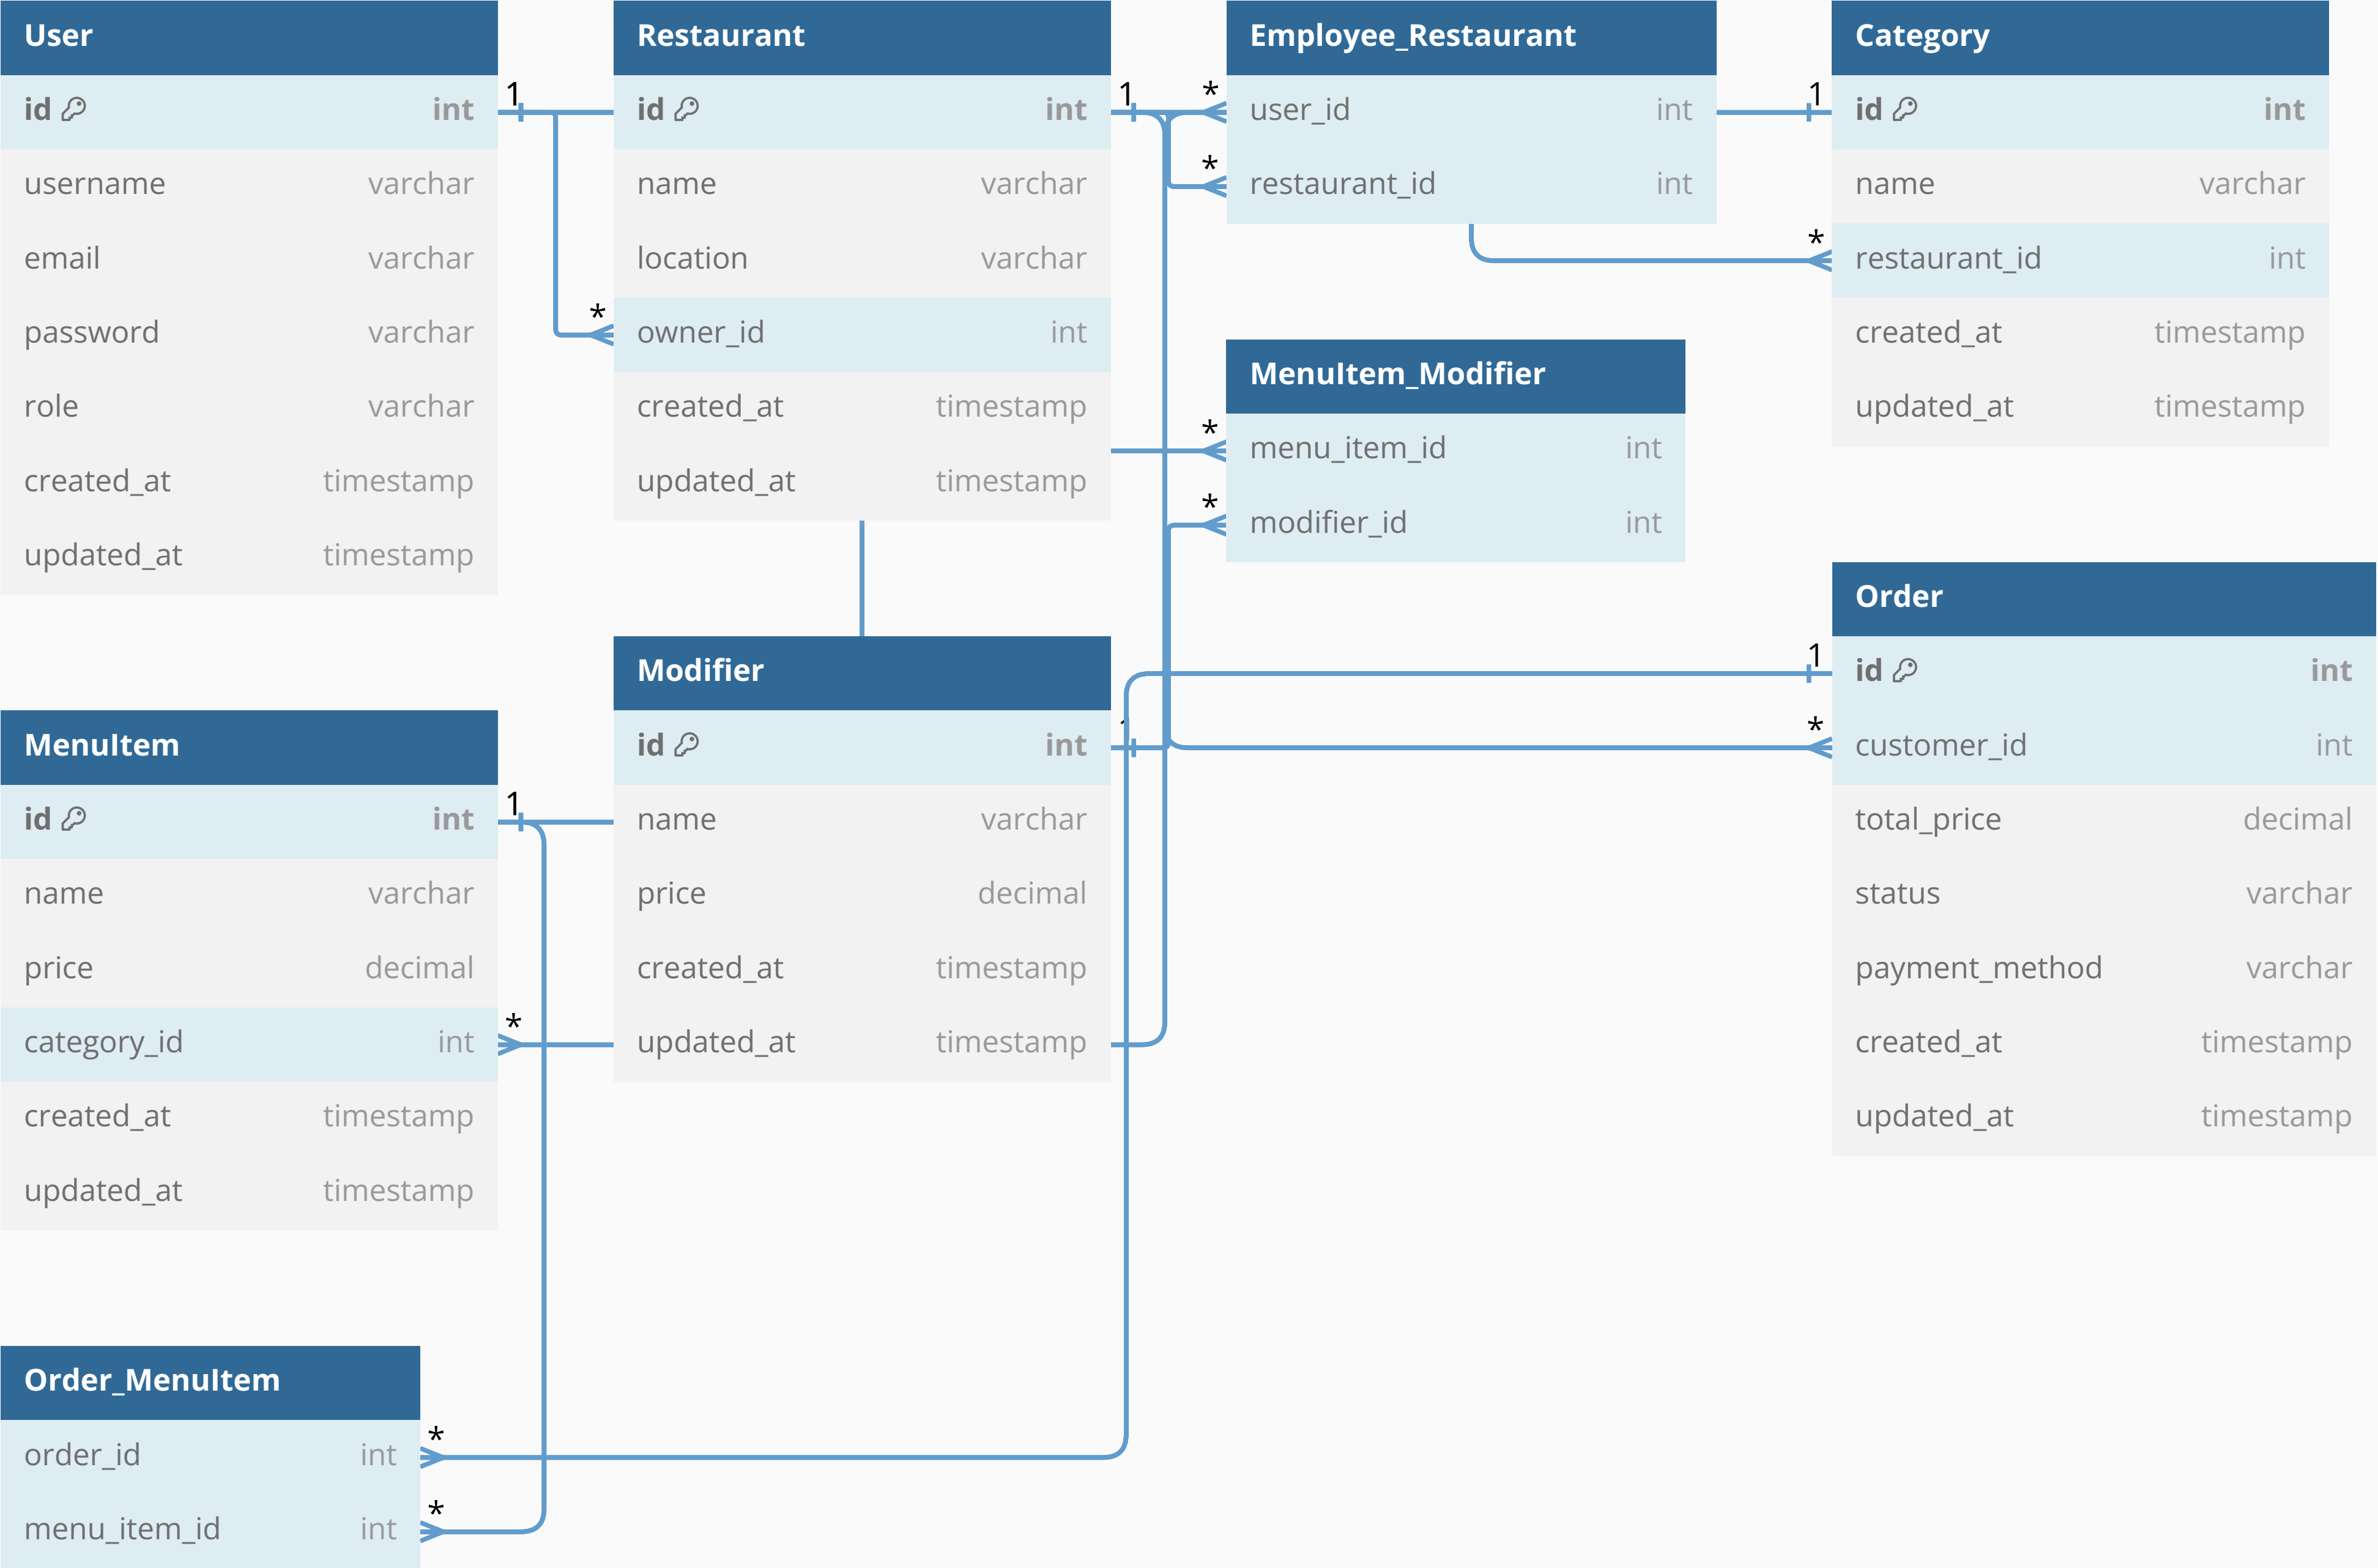 User
id int
username varchar
email varchar
password varchar
role varchar
created_at timestamp
updated_at timestamp
1
Restaurant
id int
name varchar
location varchar
owner_id int
created_at timestamp
updated_at timestamp
*
1
Employee_Restaurant
user_id int
restaurant_id int
*
*
Category
id int
name varchar
restaurant_id int
created_at timestamp
updated_at timestamp
1
*
MenuItem_Modifier
menu_item_id int
modifier_id int
*
*
Order
id int
customer_id int
total_price decimal
status varchar
payment_method varchar
created_at timestamp
updated_at timestamp
1
*
Modifier
id int
name varchar
price decimal
created_at timestamp
updated_at timestamp
1
MenuItem
id int
name varchar
price decimal
category_id int
created_at timestamp
updated_at timestamp
1
*
Order_MenuItem
order_id int
menu_item_id int
*
*